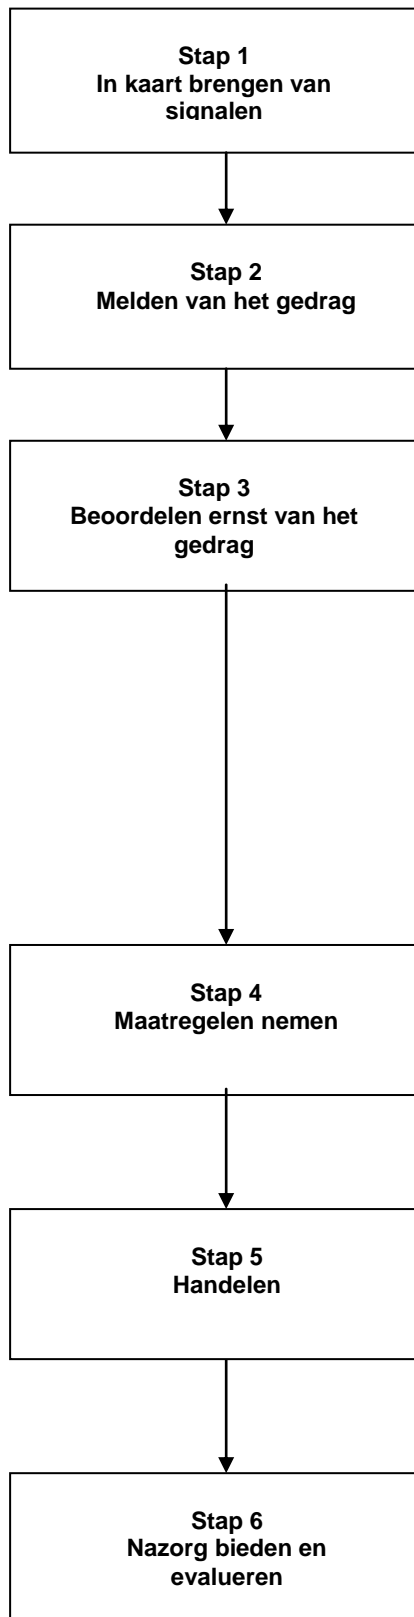 Stap 1
In kaart brengen van
signalen
Stap 2
Melden van het gedrag
Stap 3
Beoordelen ernst van het
gedrag
Stap 4
Maatregelen nemen
Stap 5
Handelen
Stap 6
Nazorg bieden en
evalueren